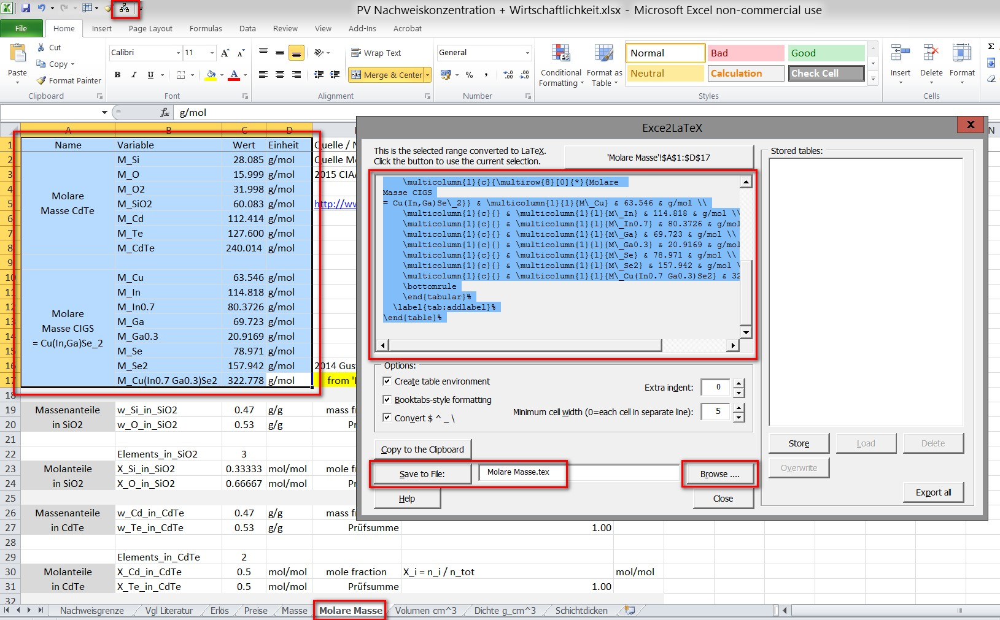 PV Nachweiskonzentration + Wirtschaftlichkeit.xlsx - Microsoft Excel non-commercial use
File Home Insert Page Layout Formulas Data Review View Add-Ins Acrobat
Paste
Cut
Copy
Format Painter
Clipboard
Calibri 11
B I U
Font
Wrap Text
Merge & Center
Alignment
General
%
Number
Conditional Formatting
Format as Table
Normal Bad Good
Neutral Calculation Check Cell
Styles
Insert Delete Format
Cells
Σ
fx g/mol
A B C D N
1 Name Variable Wert Einheit Quelle / N
2 M_Si 28.085 g/mol Quelle Mo
3 M_O 15.999 g/mol 2015 CIAA
4 M_O2 31.998 g/mol
Molare
5 M_SiO2 60.083 g/mol http://ww
Masse CdTe
6 M_Cd 112.414 g/mol
7 M_Te 127.600 g/mol
8 M_CdTe 240.014 g/mol
9
10 M_Cu 63.546 g/mol
11 M_In 114.818 g/mol
12 M_In0.7 80.3726 g/mol
Molare
13 M_Ga 69.723 g/mol
Masse CIGS
14 M_Ga0.3 20.9169 g/mol
= Cu(In,Ga)Se_2
15 M_Se 78.971 g/mol
16 M_Se2 157.942 g/mol 2014 Gust
17 M_Cu(In0.7 Ga0.3)Se2 322.778 g/mol from '
18
19 Massenanteile w_Si_in_SiO2 0.47 g/g mass fr
20 in SiO2 w_O_in_SiO2 0.53 g/g Pr
21
22 Elements_in_SiO2 3
23 Molanteile X_Si_in_SiO2 0.33333 mol/mol mole f
24 in SiO2 X_O_in_SiO2 0.66667 mol/mol Pr
25
26 Massenanteile w_Cd_in_CdTe 0.47 g/g mass fr
27 in CdTe w_Te_in_CdTe 0.53 g/g Prüfsumme 1.00
28
29 Elements_in_CdTe 2
30 Molanteile X_Cd_in_CdTe 0.5 mol/mol mole fraction X_i = n_i / n_tot mol/mol
31 in CdTe X_Te_in_CdTe 0.5 mol/mol Prüfsumme 1.00
32
Nachweisgrenze Vgl Literatur Erlös Preise Masse Molare Masse Volumen cm^3 Dichte g_cm^3 Schichtdicken
Exce2LaTeX
X
This is the selected range converted to LaTeX.
Click the button to use the current selection.
'Molare Masse'!$A$1:$D$17
\multicolumn{1}{c}{\multirow{8}[0]{*}{Molare
Masse CIGS
= Cu(In,Ga)Se\_2}} & \multicolumn{1}{l}{M\_Cu} & 63.546 & g/mol \\
\multicolumn{1}{c}{} & \multicolumn{1}{l}{M\_In} & 114.818 & g/mol \\
\multicolumn{1}{c}{} & \multicolumn{1}{l}{M\_In0.7} & 80.3726 & g/mol
\multicolumn{1}{c}{} & \multicolumn{1}{l}{M\_Ga} & 69.723 & g/mol \\
\multicolumn{1}{c}{} & \multicolumn{1}{l}{M\_Ga0.3} & 20.9169 & g/mol
\multicolumn{1}{c}{} & \multicolumn{1}{l}{M\_Se} & 78.971 & g/mol \\
\multicolumn{1}{c}{} & \multicolumn{1}{l}{M\_Se2} & 157.942 & g/mol \
\multicolumn{1}{c}{} & \multicolumn{1}{l}{M\_Cu(In0.7 Ga0.3)Se2} & 32
\bottomrule
\end{tabular}%
\label{tab:addlabel}%
\end{table}%
Options:
Create table environment
Booktabs-style formatting
Convert $ ^ _ \
Extra indent: 0
Minimum cell width (0=each cell in separate line): 5
Copy to the Clipboard
Save to File: Molare Masse.tex Browse ....
Help Close
Stored tables:
Store Load Delete
Overwrite
Export all